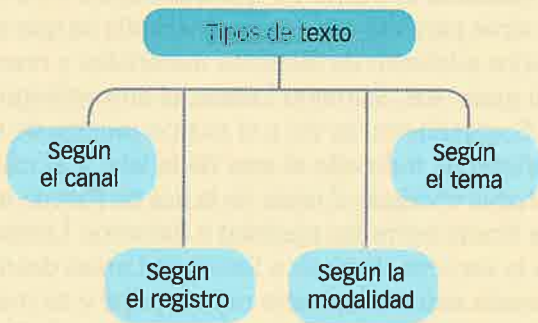 Tipos de texto
Según
el canal
Según
el registro
Según la
modalidad
Según
el tema